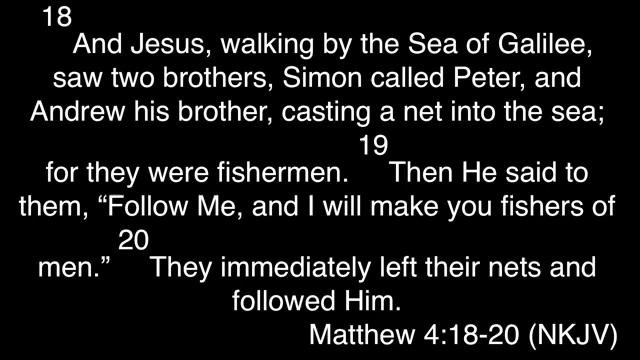 18
And Jesus, walking by the Sea of Galilee,
saw two brothers, Simon called Peter, and
Andrew his brother, casting a net into the sea;
19
for they were fishermen. Then He said to
them, “Follow Me, and I will make you fishers of
20
men.” They immediately left their nets and
followed Him.
Matthew 4:18-20 (NKJV)